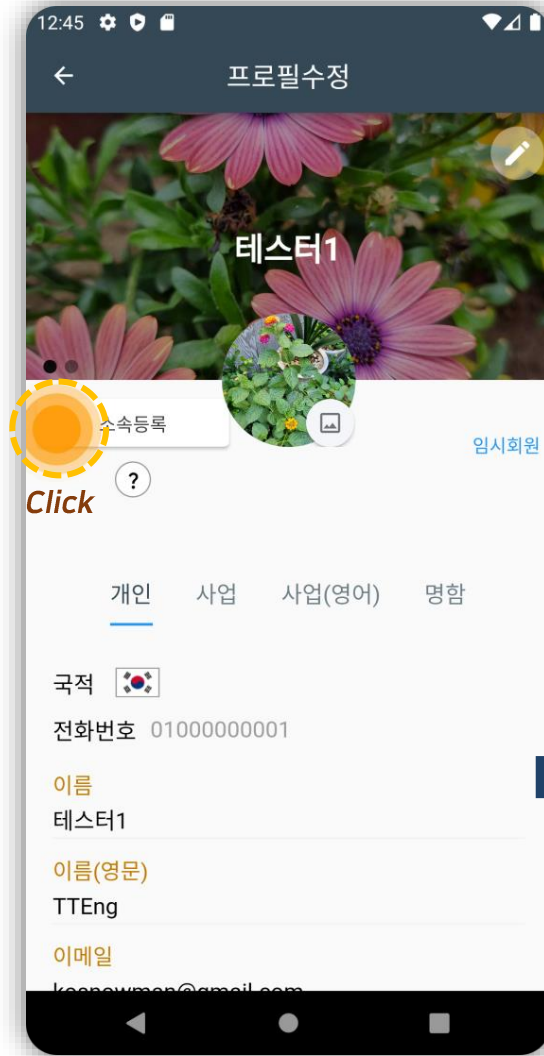 12:45
프로필수정
테스터1
소속등록
임시회원
?
Click
개인 사업 사업(영어) 명함
국적
전화번호 01000000001
이름
테스터1
이름(영문)
TTEng
이메일